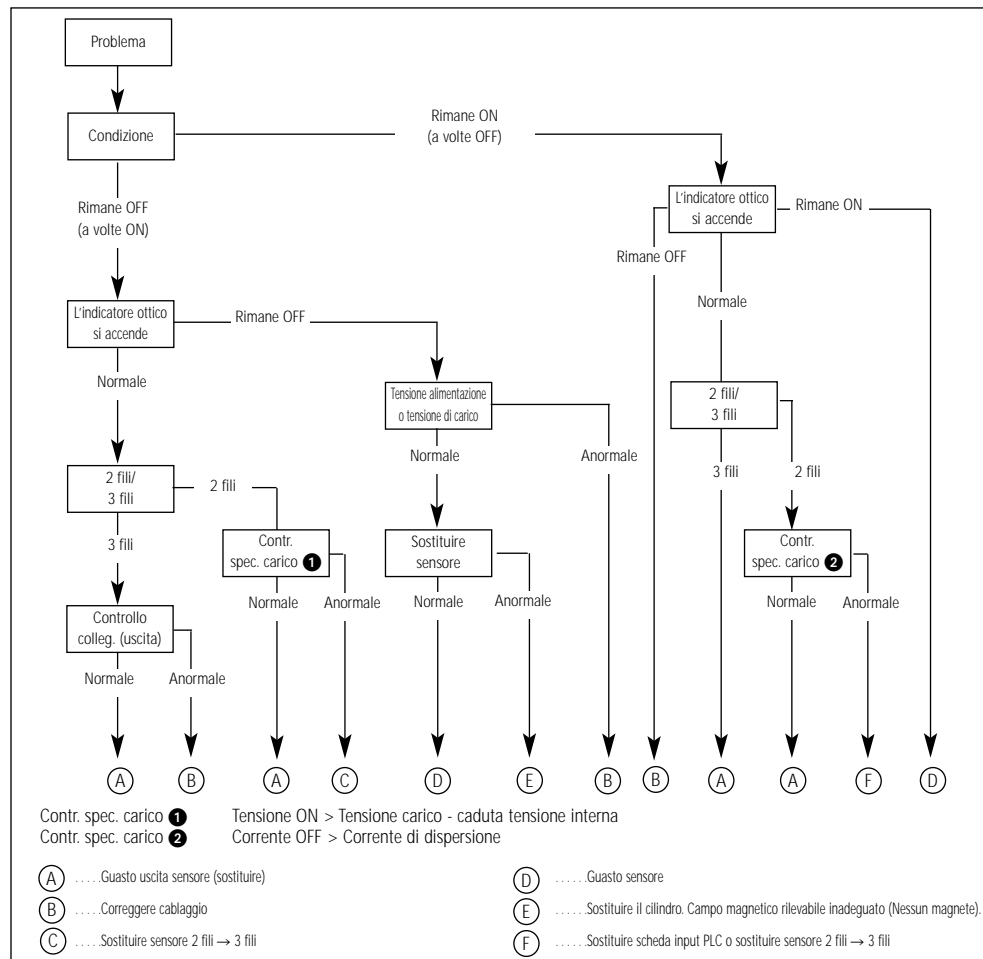 Problema
Rimane ON
(a volte OFF)
Condizione
L'indicatore ottico
si accende
Rimane ON
Rimane OFF
(a volte ON)
Rimane OFF
Normale
L'indicatore ottico
si accende
Rimane OFF
Normale
Tensione alimentazione
o tensione di carico
2 fili/
3 fili
Normale
Anormale
3 fili
2 fili
2 fili/
3 fili
2 fili
3 fili
Contr.
spec. carico 1
Sostituire
sensore
Contr.
spec. carico 2
Normale
Anormale
Normale
Anormale
Normale
Anormale
Controllo
colleg. (uscita)
Normale
Anormale
A B A C D E B B A A F D
Contr. spec. carico 1 Tensione ON > Tensione carico - caduta tensione interna
Contr. spec. carico 2 Corrente OFF > Corrente di dispersione
A .....Guasto uscita sensore (sostituire)
D ......Guasto sensore
B .....Correggere cablaggio
E ......Sostituire il cilindro. Campo magnetico rilevabile inadeguato (Nessun magnete).
C .....Sostituire sensore 2 fili → 3 fili
F ......Sostituire scheda input PLC o sostituire sensore 2 fili → 3 fili